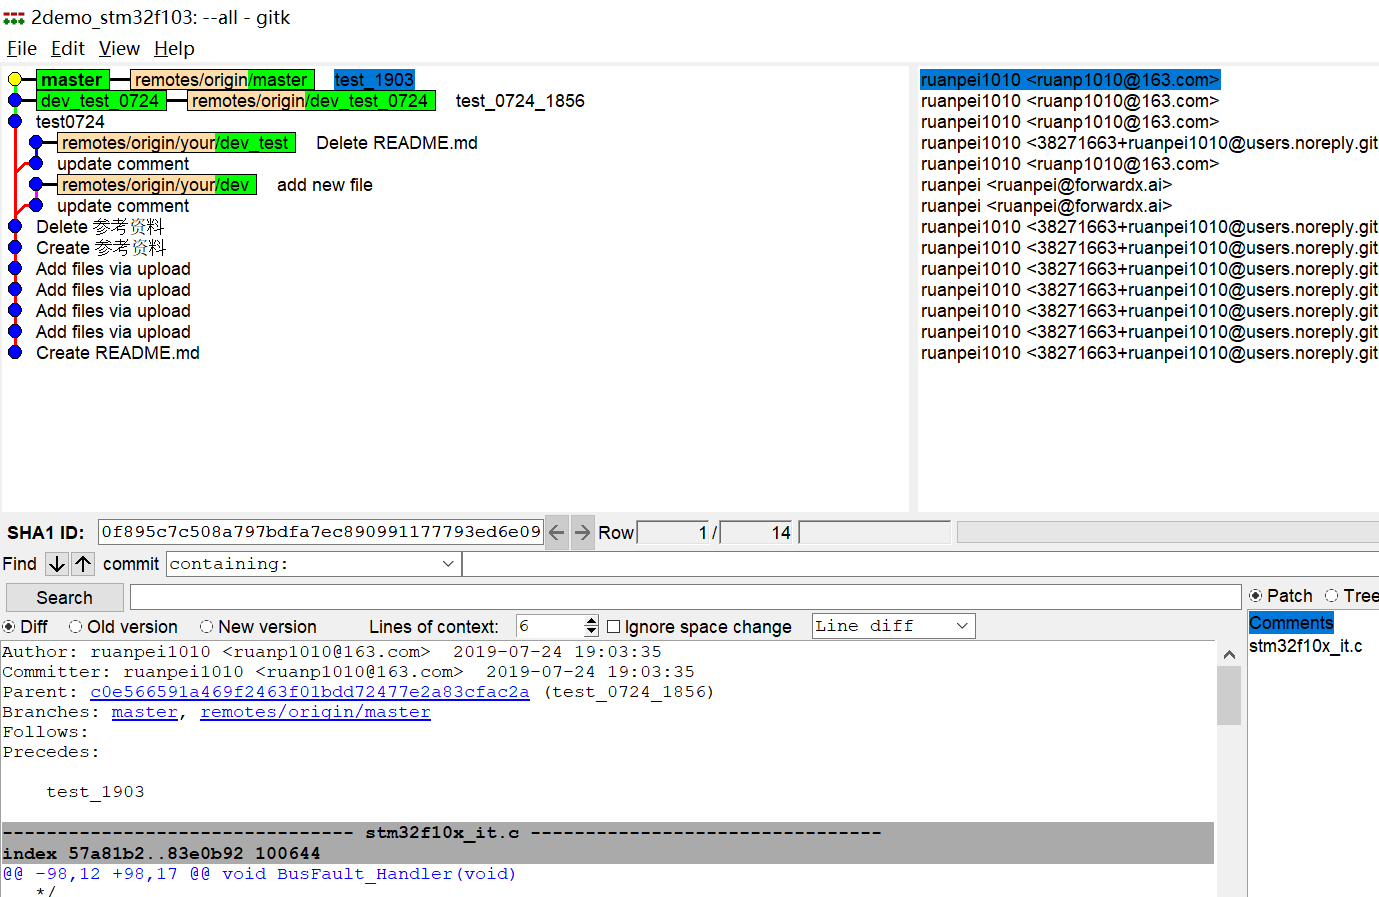 2demo_stm32f103: --all - gitk
File Edit View Help
master remotes/origin/master test_1903 ruanpei1010 <ruanp1010@163.com>
dev_test_0724 remotes/origin/dev_test_0724 test_0724_1856 ruanpei1010 <ruanp1010@163.com>
test0724 ruanpei1010 <ruanp1010@163.com>
remotes/origin/your/dev_test Delete README.md ruanpei1010 <38271663+ruanpei1010@users.noreply.git
update comment ruanpei1010 <ruanp1010@163.com>
remotes/origin/your/dev add new file ruanpei <ruanpei@forwardx.ai>
update comment ruanpei <ruanpei@forwardx.ai>
Delete 参考资料 ruanpei1010 <38271663+ruanpei1010@users.noreply.git
Create 参考资料 ruanpei1010 <38271663+ruanpei1010@users.noreply.git
Add files via upload ruanpei1010 <38271663+ruanpei1010@users.noreply.git
Add files via upload ruanpei1010 <38271663+ruanpei1010@users.noreply.git
Add files via upload ruanpei1010 <38271663+ruanpei1010@users.noreply.git
Add files via upload ruanpei1010 <38271663+ruanpei1010@users.noreply.git
Create README.md ruanpei1010 <38271663+ruanpei1010@users.noreply.git
SHA1 ID: 0f895c7c508a797bdfa7ec890991177793ed6e09 Row 1 / 14
Find commit containing:
Search Patch Tree
Diff Old version New version Lines of context: 6 Ignore space change Line diff Comments
Author: ruanpei1010 <ruanp1010@163.com> 2019-07-24 19:03:35 stm32f10x_it.c
Committer: ruanpei1010 <ruanp1010@163.com> 2019-07-24 19:03:35
Parent: c0e566591a469f2463f01bdd72477e2a83cfac2a (test_0724_1856)
Branches: master, remotes/origin/master
Follows:
Precedes:
test_1903
-------------------------------- stm32f10x_it.c --------------------------------
index 57a81b2..83e0b92 100644
@@ -98,12 +98,17 @@ void BusFault_Handler(void)
*/